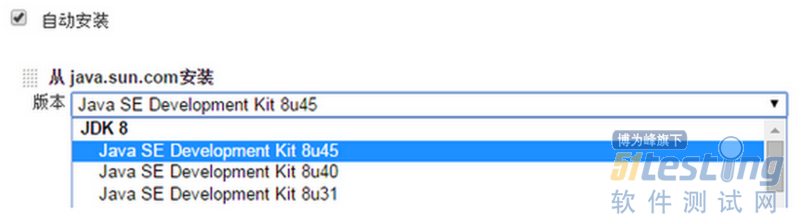 自动安装
从 java.sun.com安装
版本 Java SE Development Kit 8u45
JDK 8
Java SE Development Kit 8u45
Java SE Development Kit 8u40
Java SE Development Kit 8u31
博为峰旗下
51testing
软件测试网